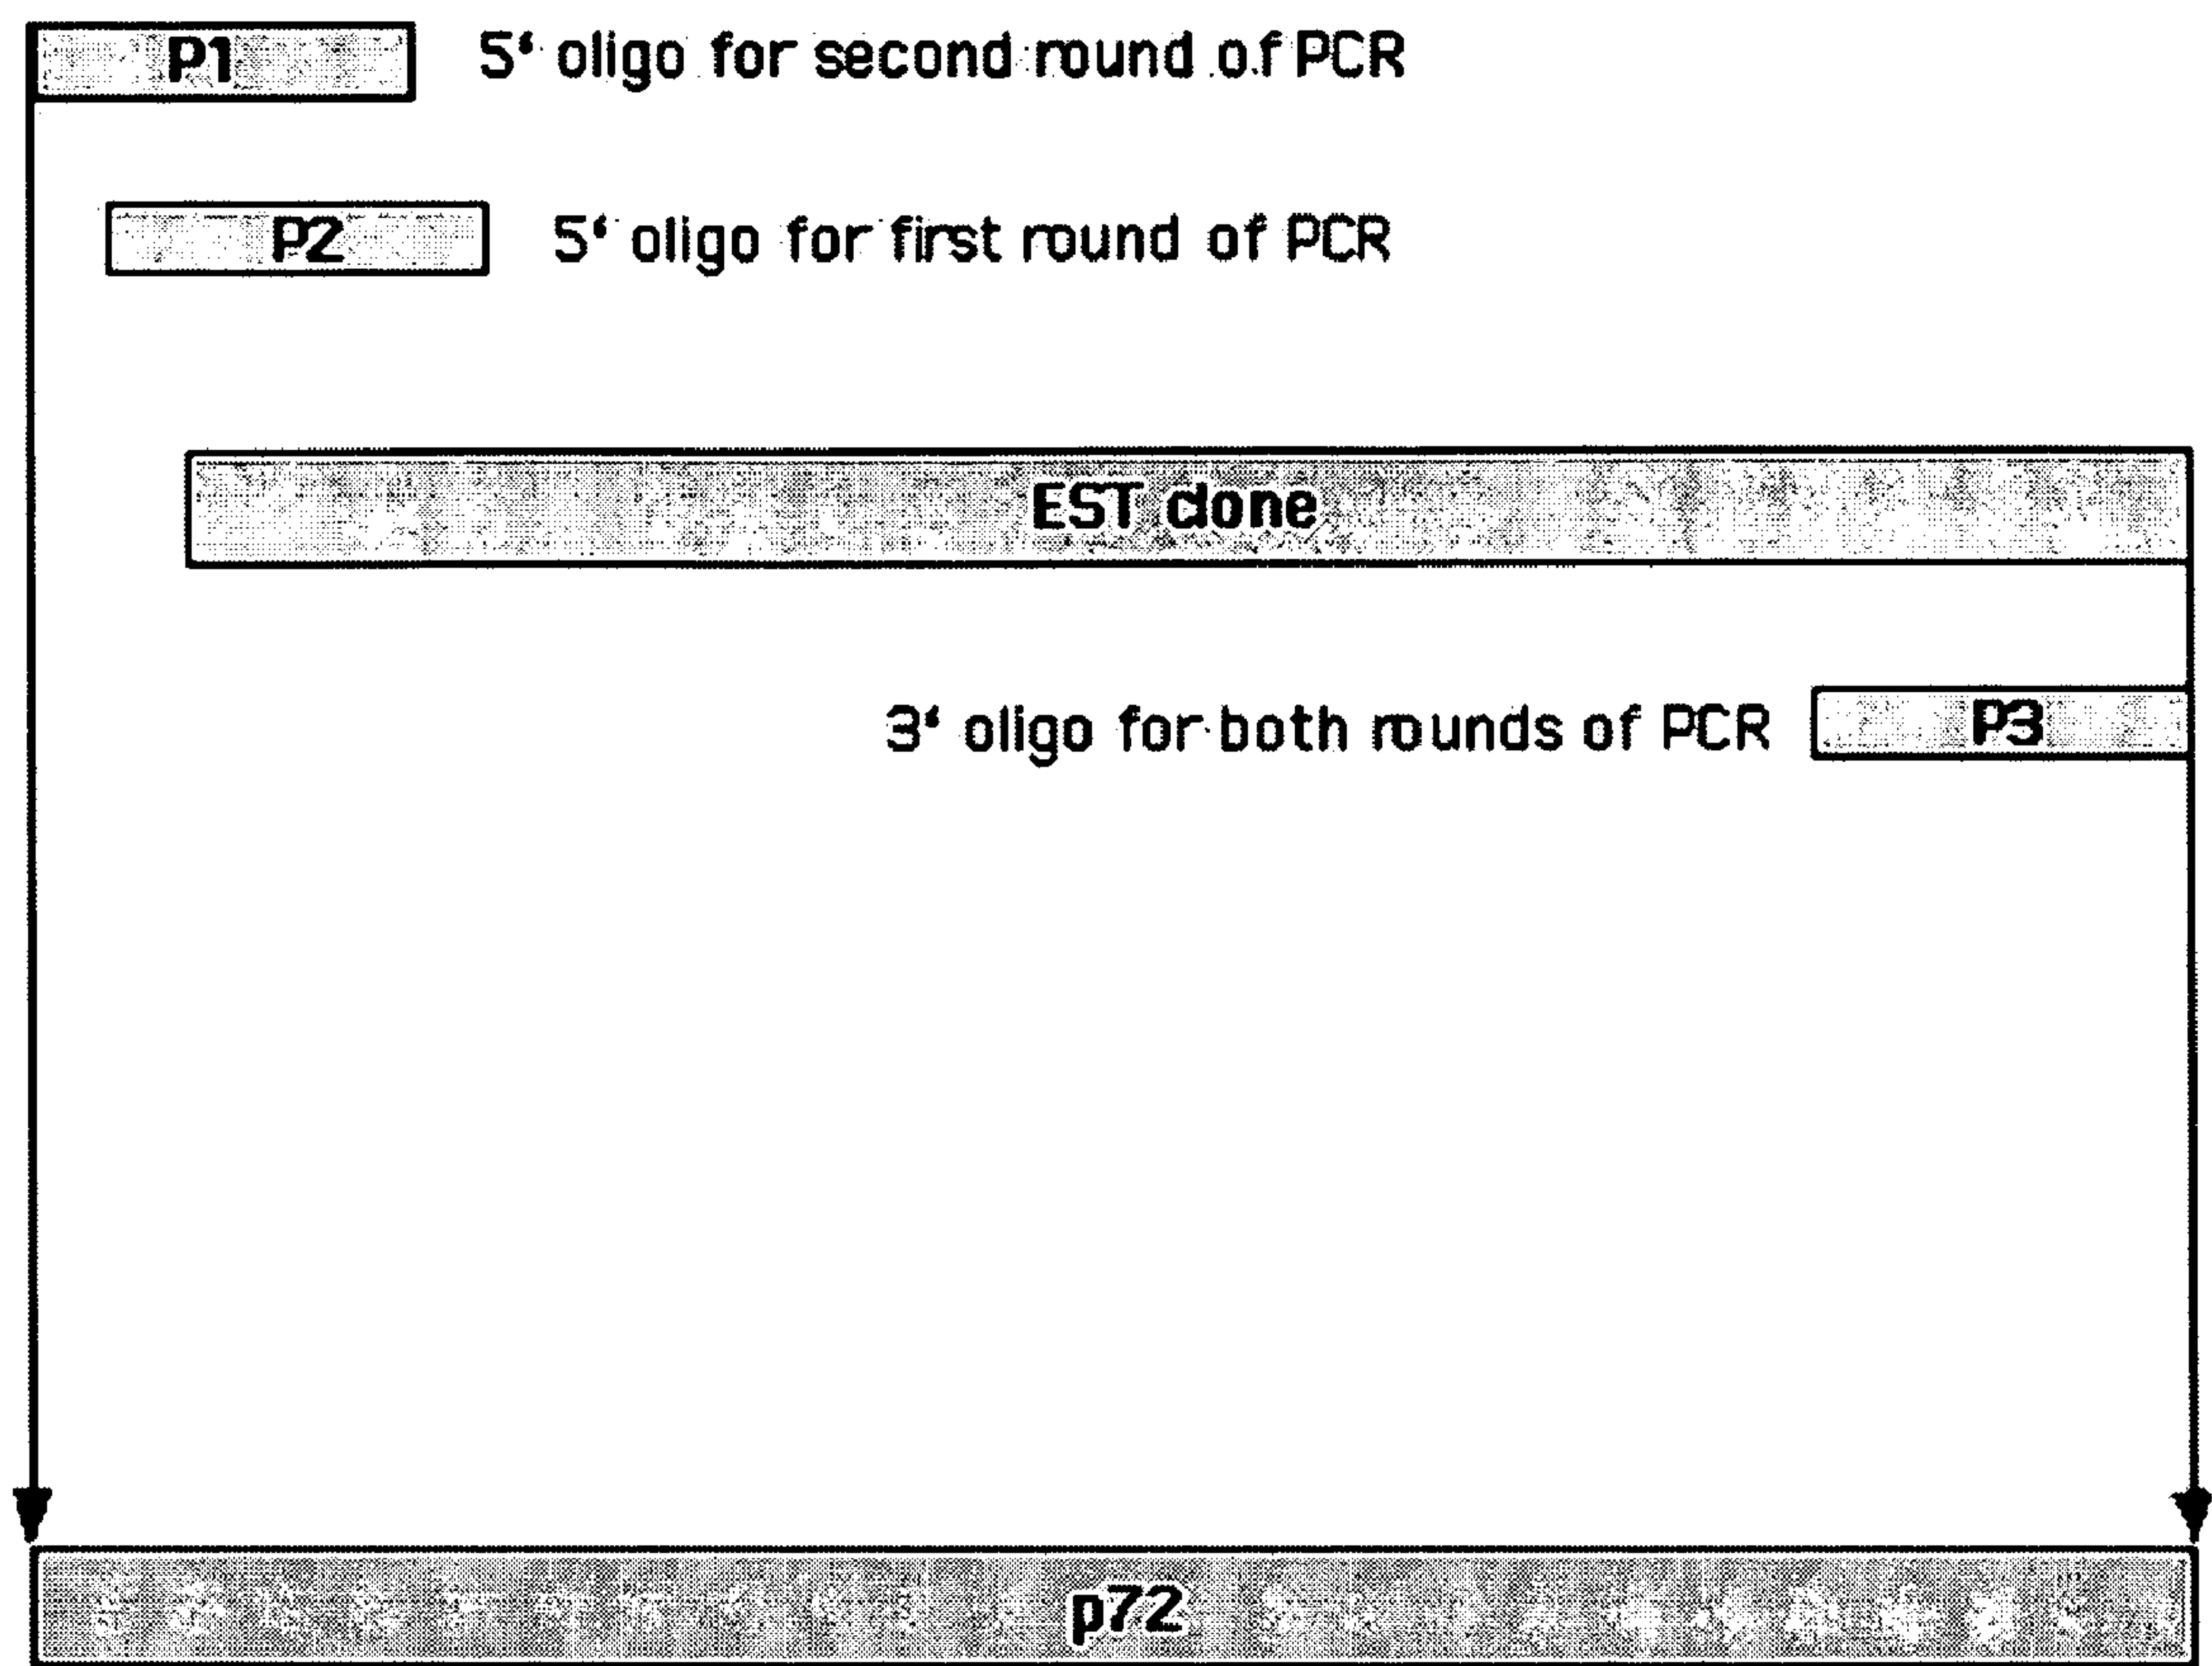 P1 5' oligo for second round of PCR
P2 5' oligo for first round of PCR
EST clone
3' oligo for both rounds of PCR P3
p72